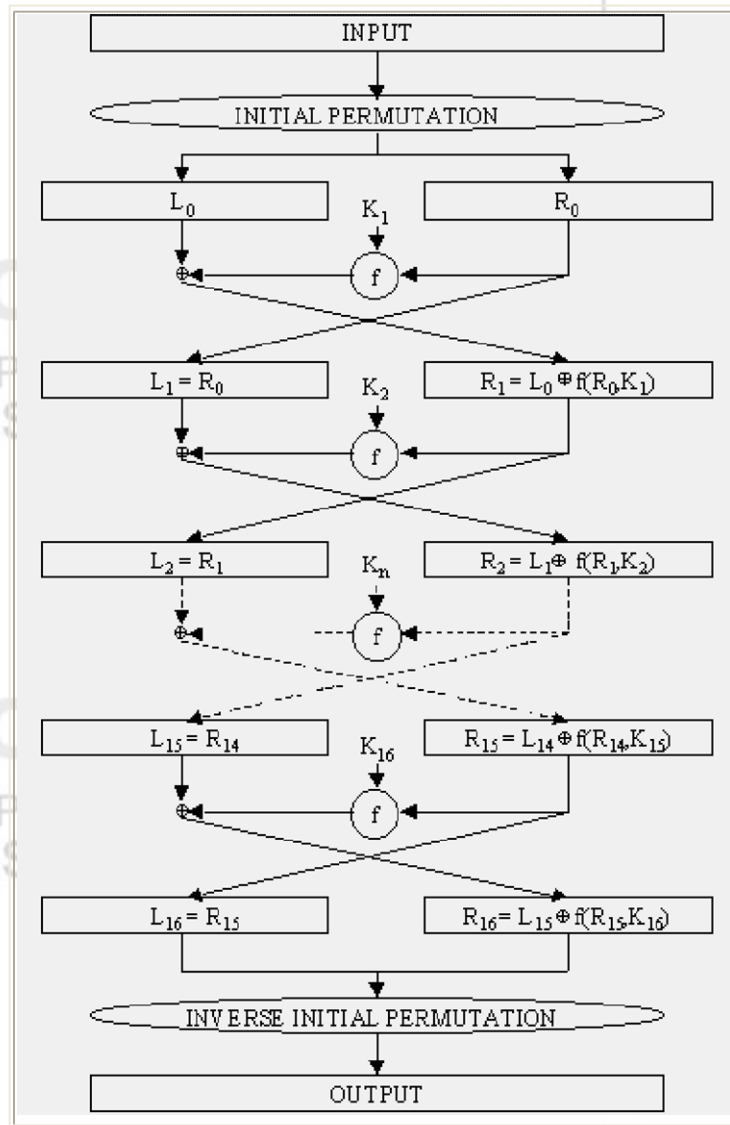 INPUT
INITIAL PERMUTATION
L₀
K₁
R₀
f
L₁ = R₀
K₂
R₁ = L₀ ⊕ f(R₀,K₁)
f
L₂ = R₁
Kₙ
R₂ = L₁ ⊕ f(R₁,K₂)
f
L₁₅ = R₁₄
K₁₆
R₁₅ = L₁₄ ⊕ f(R₁₄,K₁₅)
f
L₁₆ = R₁₅
R₁₆ = L₁₅ ⊕ f(R₁₅,K₁₆)
INVERSE INITIAL PERMUTATION
OUTPUT